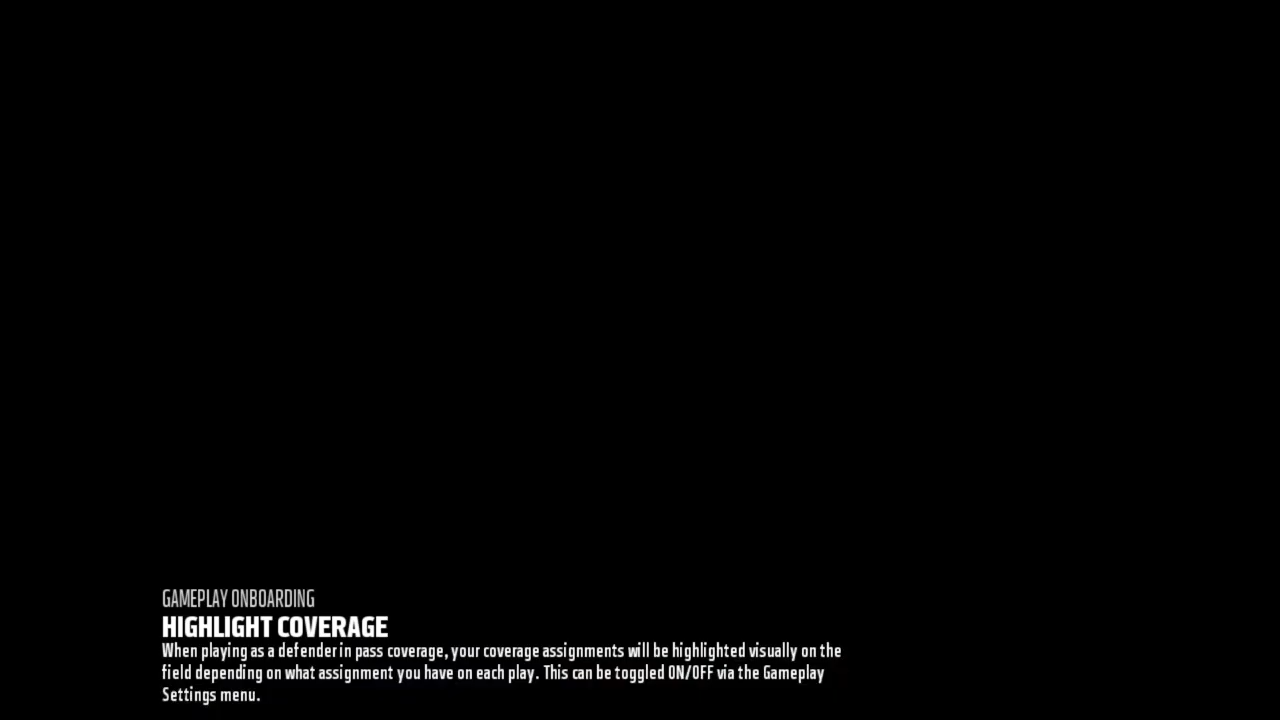 GAMEPLAY ONBOARDING
HIGHLIGHT COVERAGE
When playing as a defender in pass coverage, your coverage assignments will be highlighted visually on the
field depending on what assignment you have on each play. This can be toggled ON/OFF via the Gameplay
Settings menu.